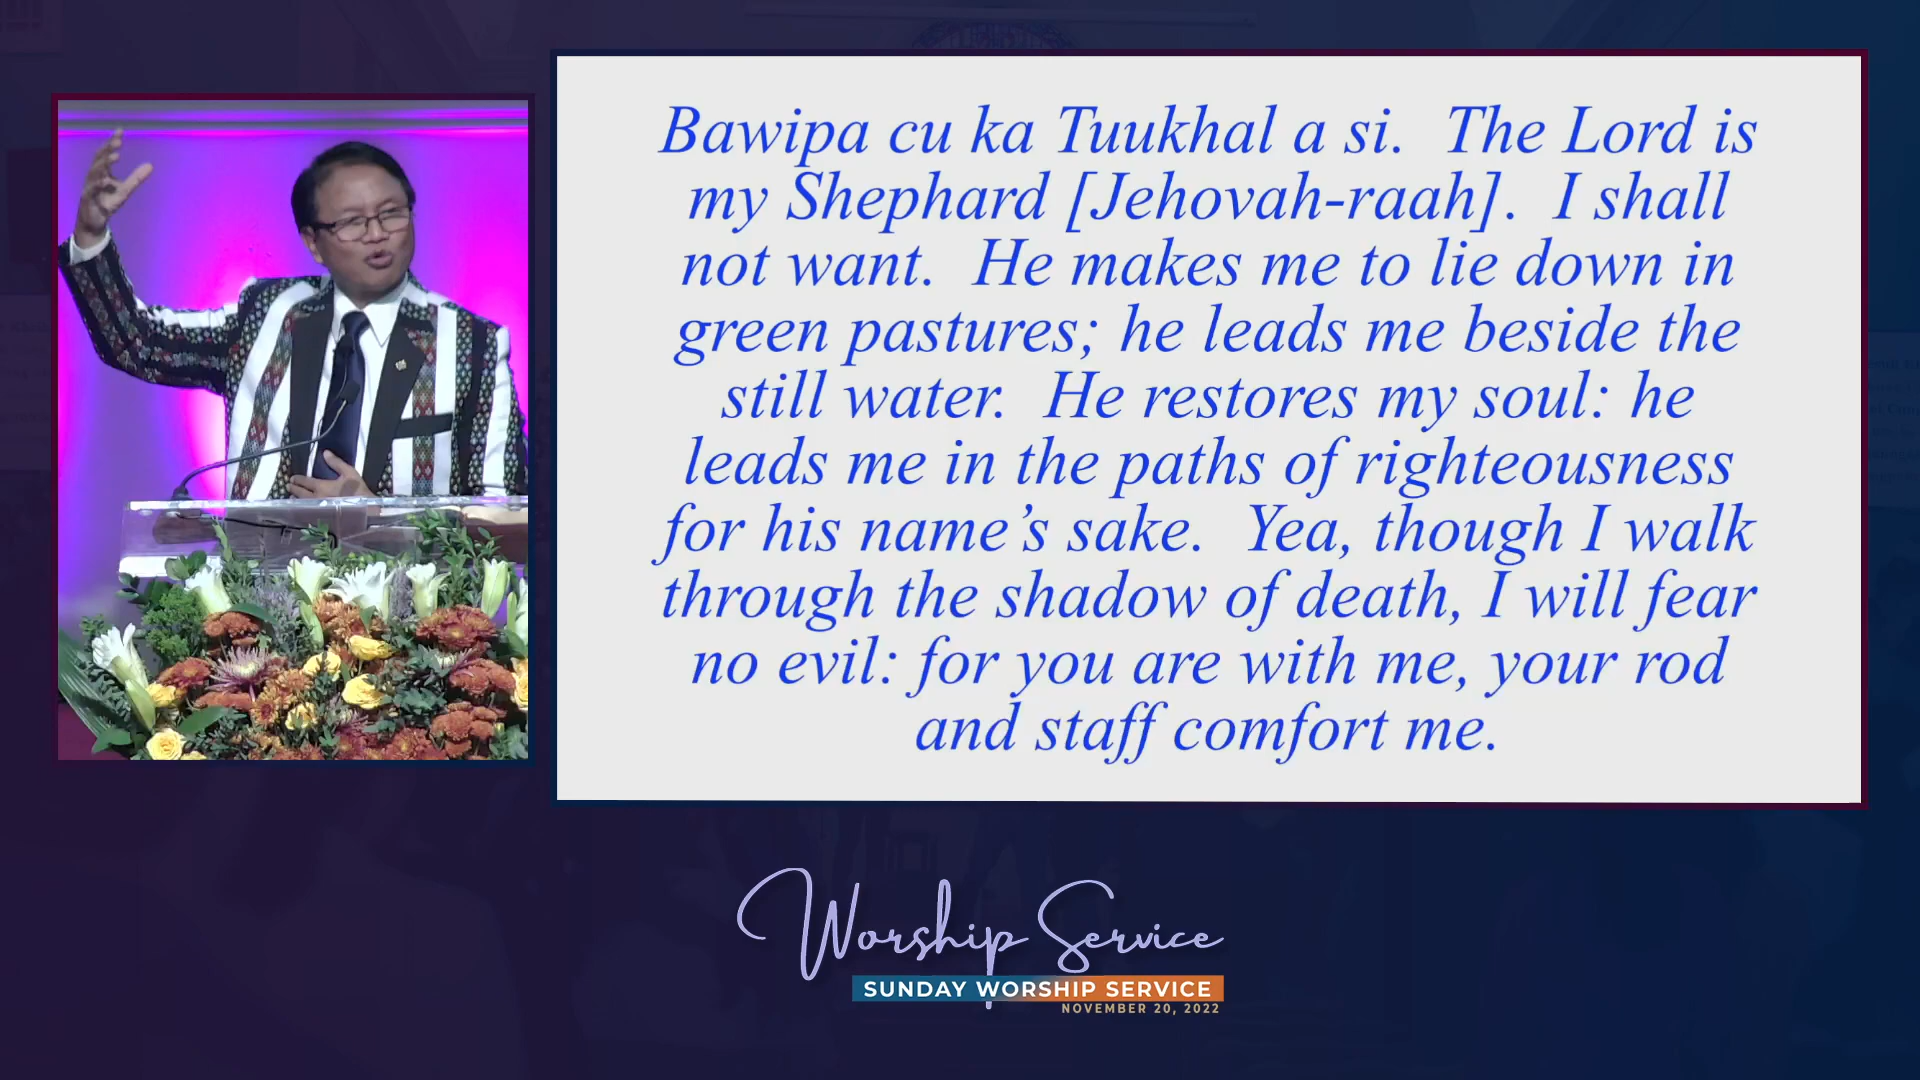 Bawipa cu ka Tuukhal a si. The Lord is
my Shephard [Jehovah-raah]. I shall
not want. He makes me to lie down in
green pastures; he leads me beside the
still water. He restores my soul: he
leads me in the paths of righteousness
for his name’s sake. Yea, though I walk
through the shadow of death, I will fear
no evil: for you are with me, your rod
and staff comfort me.
Worship Service
SUNDAY WORSHIP SERVICE
NOVEMBER 20, 2022